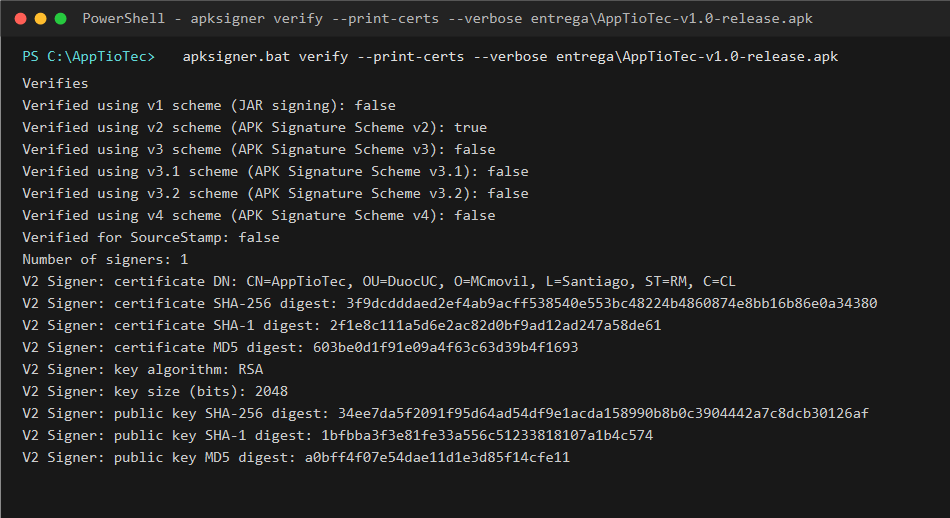 PowerShell - apksigner verify --print-certs --verbose entrega\AppTioTec-v1.0-release.apk
PS C:\AppTioTec> apksigner.bat verify --print-certs --verbose entrega\AppTioTec-v1.0-release.apk
Verifies
Verified using v1 scheme (JAR signing): false
Verified using v2 scheme (APK Signature Scheme v2): true
Verified using v3 scheme (APK Signature Scheme v3): false
Verified using v3.1 scheme (APK Signature Scheme v3.1): false
Verified using v3.2 scheme (APK Signature Scheme v3.2): false
Verified using v4 scheme (APK Signature Scheme v4): false
Verified for SourceStamp: false
Number of signers: 1
V2 Signer: certificate DN: CN=AppTioTec, OU=DuocUC, O=MCmovil, L=Santiago, ST=RM, C=CL
V2 Signer: certificate SHA-256 digest: 3f9dcdddaed2ef4ab9acff538540e553bc48224b4860874e8bb16b86e0a34380
V2 Signer: certificate SHA-1 digest: 2f1e8c111a5d6e2ac82d0bf9ad12ad247a58de61
V2 Signer: certificate MD5 digest: 603be0d1f91e09a4f63c63d39b4f1693
V2 Signer: key algorithm: RSA
V2 Signer: key size (bits): 2048
V2 Signer: public key SHA-256 digest: 34ee7da5f2091f95d64ad54df9e1acda158990b8b0c3904442a7c8dcb30126af
V2 Signer: public key SHA-1 digest: 1bfbba3f3e81fe33a556c51233818107a1b4c574
V2 Signer: public key MD5 digest: a0bff4f07e54dae11d1e3d85f14cfe11